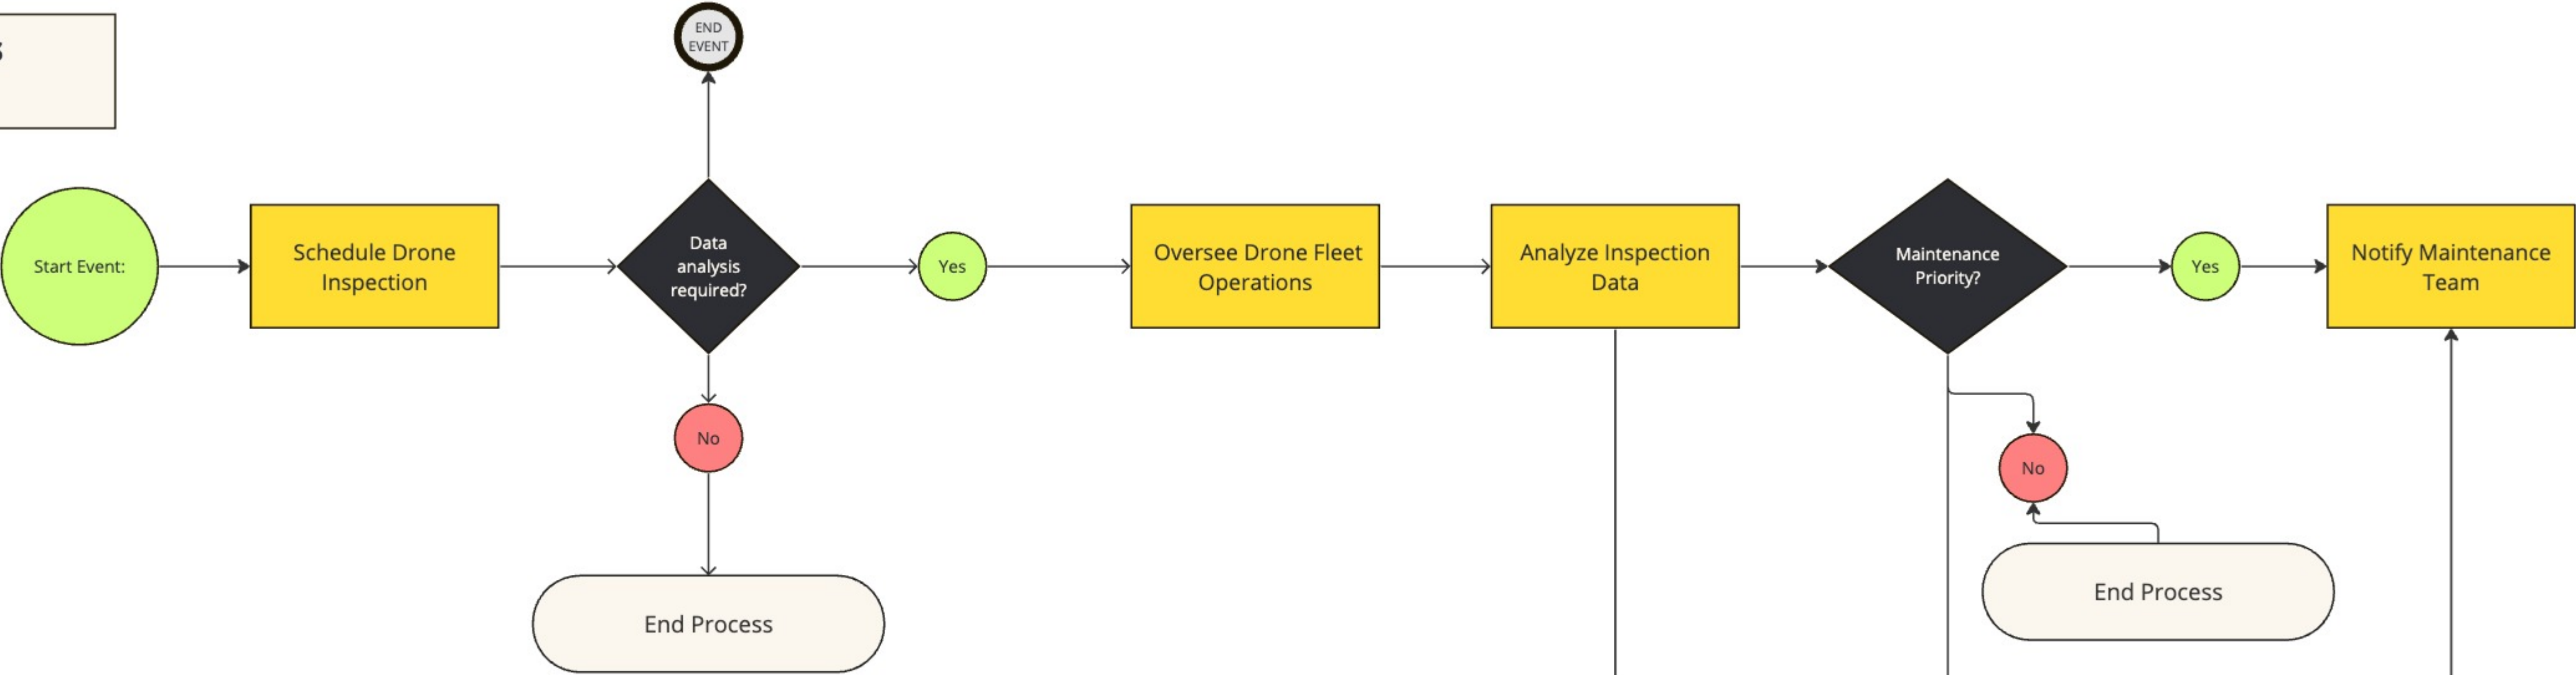 END
EVENT
Start Event:
Schedule Drone
Inspection
Data
analysis
required?
Yes
Oversee Drone Fleet
Operations
Analyze Inspection
Data
Maintenance
Priority?
Yes
Notify Maintenance
Team
No
No
End Process
End Process